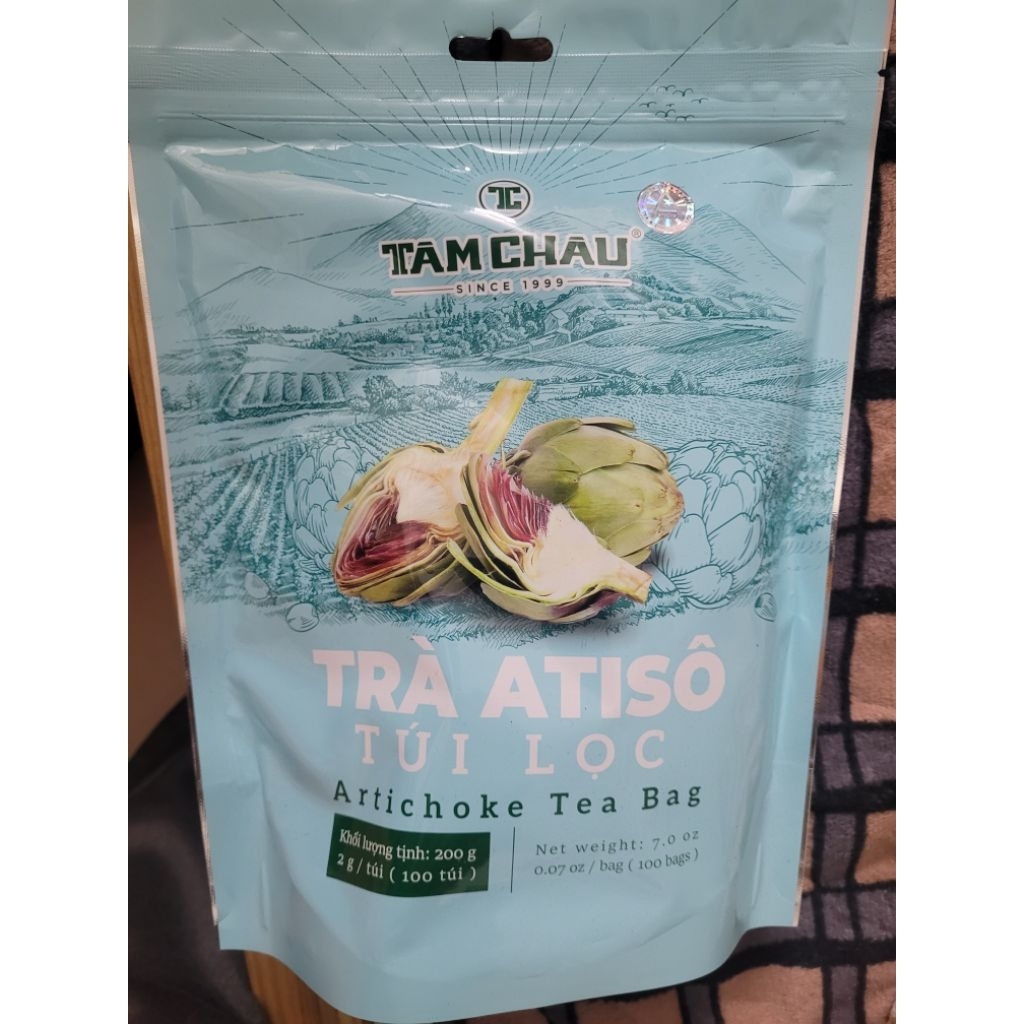 TC
TÂM CHÂU®
SINCE 1999
TRÀ ATISÔ
TÚI LỌC
Artichoke Tea Bag
Khối lượng tịnh: 200 g
2 g / túi ( 100 túi )
Net weight: 7.0 oz
0.07 oz / bag ( 100 bags )